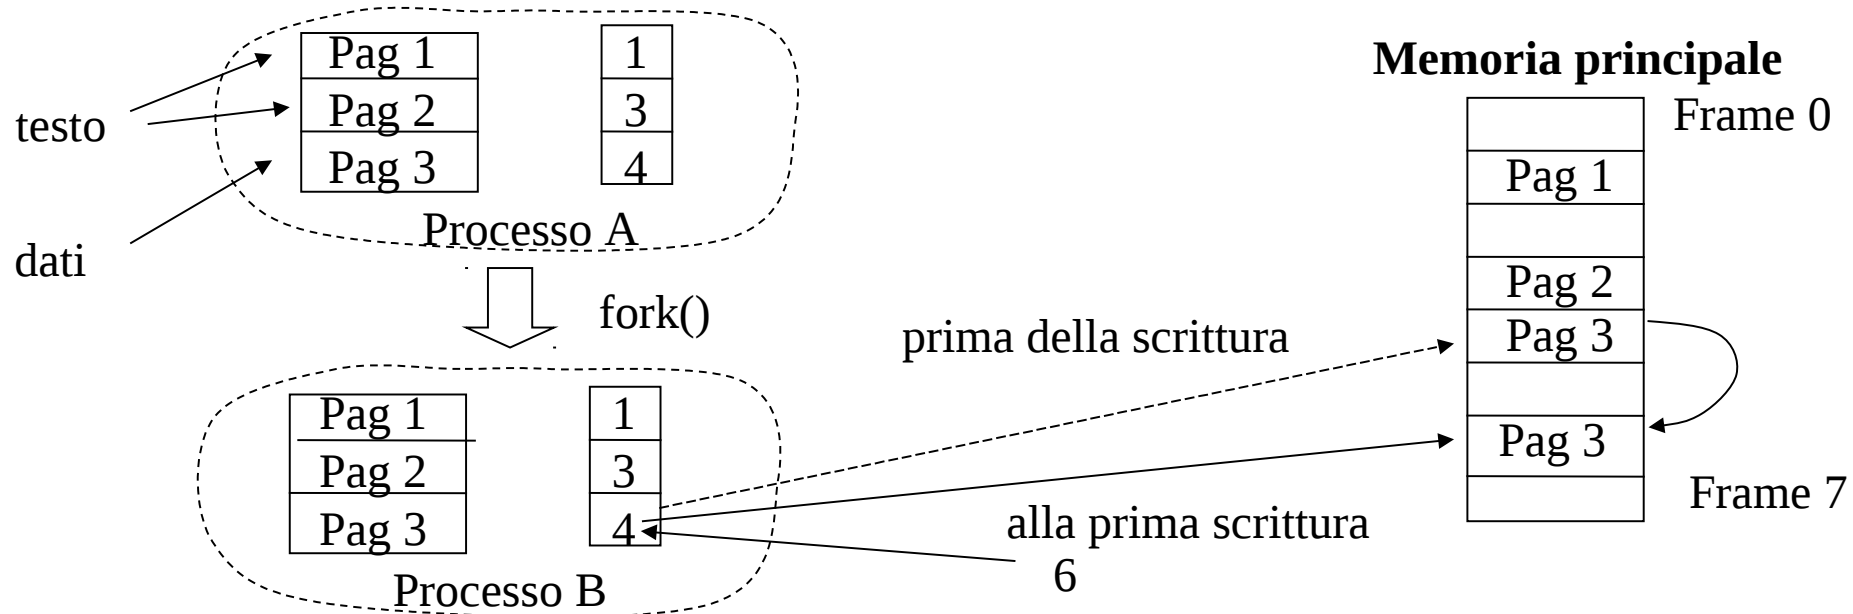 Pag 1
Pag 2
Pag 3
1
3
4
testo
dati
Processo A
fork()
Memoria principale
Frame 0
Pag 1
Pag 2
Pag 3
Pag 3
Frame 7
prima della scrittura
alla prima scrittura
6
Pag 1
Pag 2
Pag 3
1
3
4
Processo B